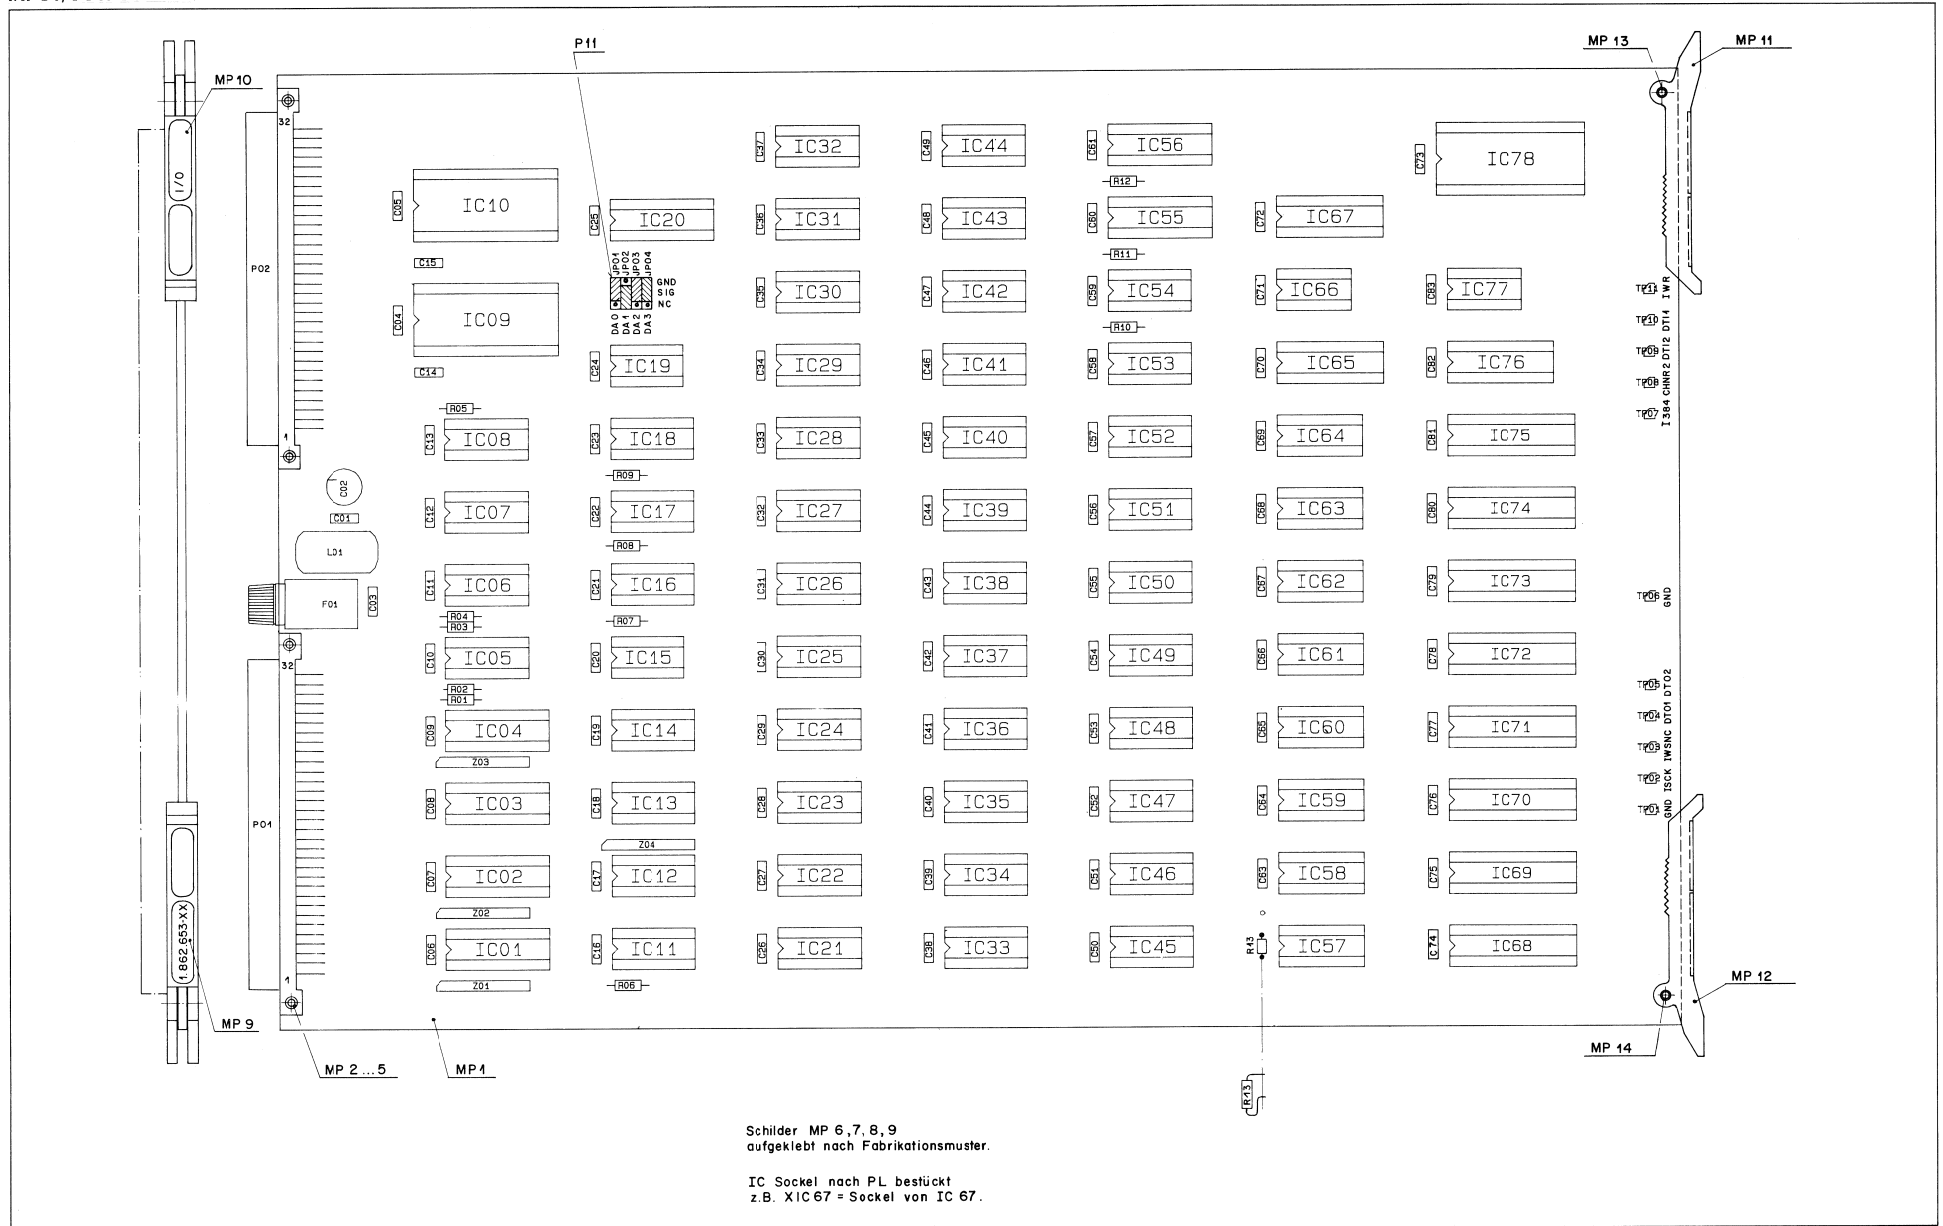 P11
MP 13
MP 11
MP 10
32
I/O
P02
1
C05
IC10
C15
C04
IC09
C14
R05
C13
IC08
C02
C01
L01
C12
IC07
F01
C03
C11
IC06
R04
R03
C10
IC05
R02
R01
32
P01
1
C09
IC04
Z03
C08
IC03
C07
IC02
Z02
C06
IC01
Z01
1.862.653-XX
MP 9
MP 2...5
MP 1
C25
IC20
JP01
JP02
JP03
JP04
GND
SIG
NC
DA0
DA1
DA2
DA3
C24
IC19
C23
IC18
R09
C22
IC17
R08
C21
IC16
R07
C20
IC15
C19
IC14
C18
IC13
Z04
C17
IC12
C16
IC11
R06
C37
IC32
C36
IC31
C35
IC30
C34
IC29
C33
IC28
C32
IC27
C31
IC26
C30
IC25
C29
IC24
C28
IC23
C27
IC22
C26
IC21
C49
IC44
C48
IC43
C47
IC42
C46
IC41
C45
IC40
C44
IC39
C43
IC38
C42
IC37
C41
IC36
C40
IC35
C39
IC34
C38
IC33
C61
IC56
R12
C60
IC55
R11
C59
IC54
R10
C58
IC53
C57
IC52
C56
IC51
C55
IC50
C54
IC49
C53
IC48
C52
IC47
C51
IC46
C50
IC45
C72
IC67
C71
IC66
C70
IC65
C69
IC64
C68
IC63
C67
IC62
C66
IC61
C65
IC60
C64
IC59
C63
IC58
R13
IC57
R13
C73
IC78
C83
IC77
C82
IC76
C81
IC75
C80
IC74
C79
IC73
C78
IC72
C77
IC71
C76
IC70
C75
IC69
C74
IC68
TP11 IWR
TP10 DTI1
TP09 DTI2
TP08 CHNR2
TP07 I384
TP06 GND
TP05 DTO2
TP04 DTO1
TP03 IWSNC
TP02 ISCK
TP01 GND
MP 12
MP 14
Schilder MP 6,7,8,9
aufgeklebt nach Fabrikationsmuster.
IC Sockel nach PL bestückt
z.B. XIC67 = Sockel von IC 67.